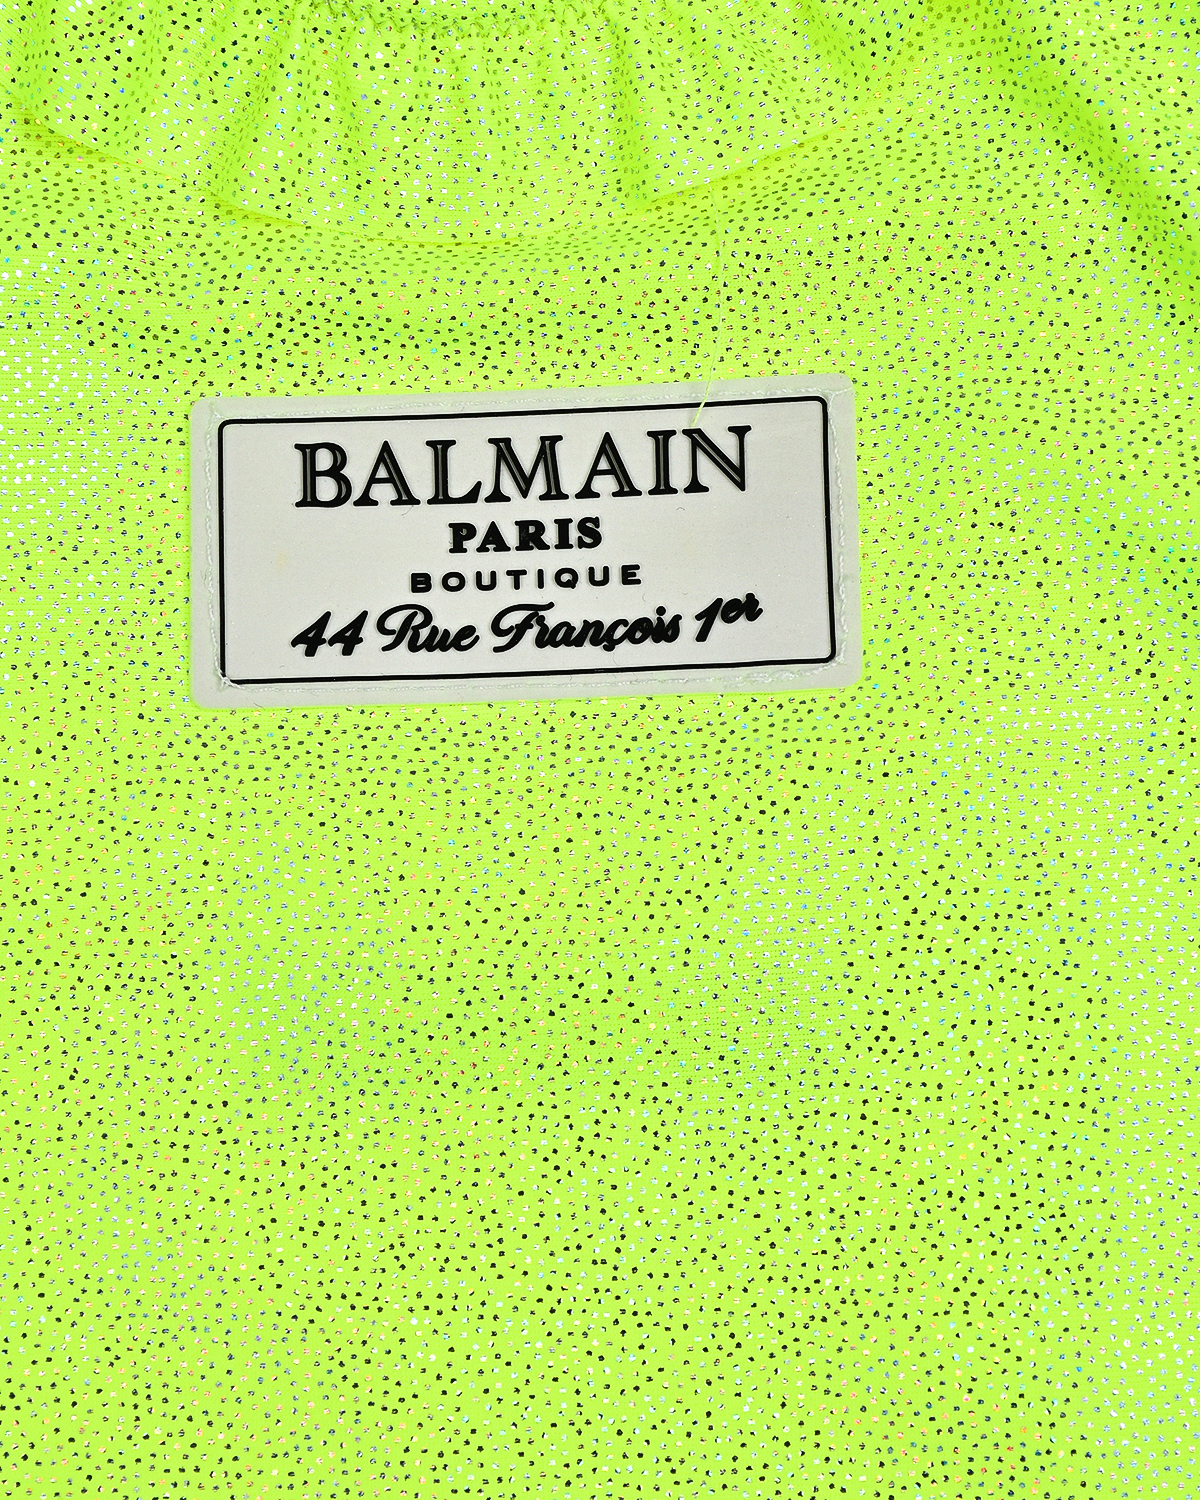 BALMAIN
PARIS
BOUTIQUE
44 Rue François 1er